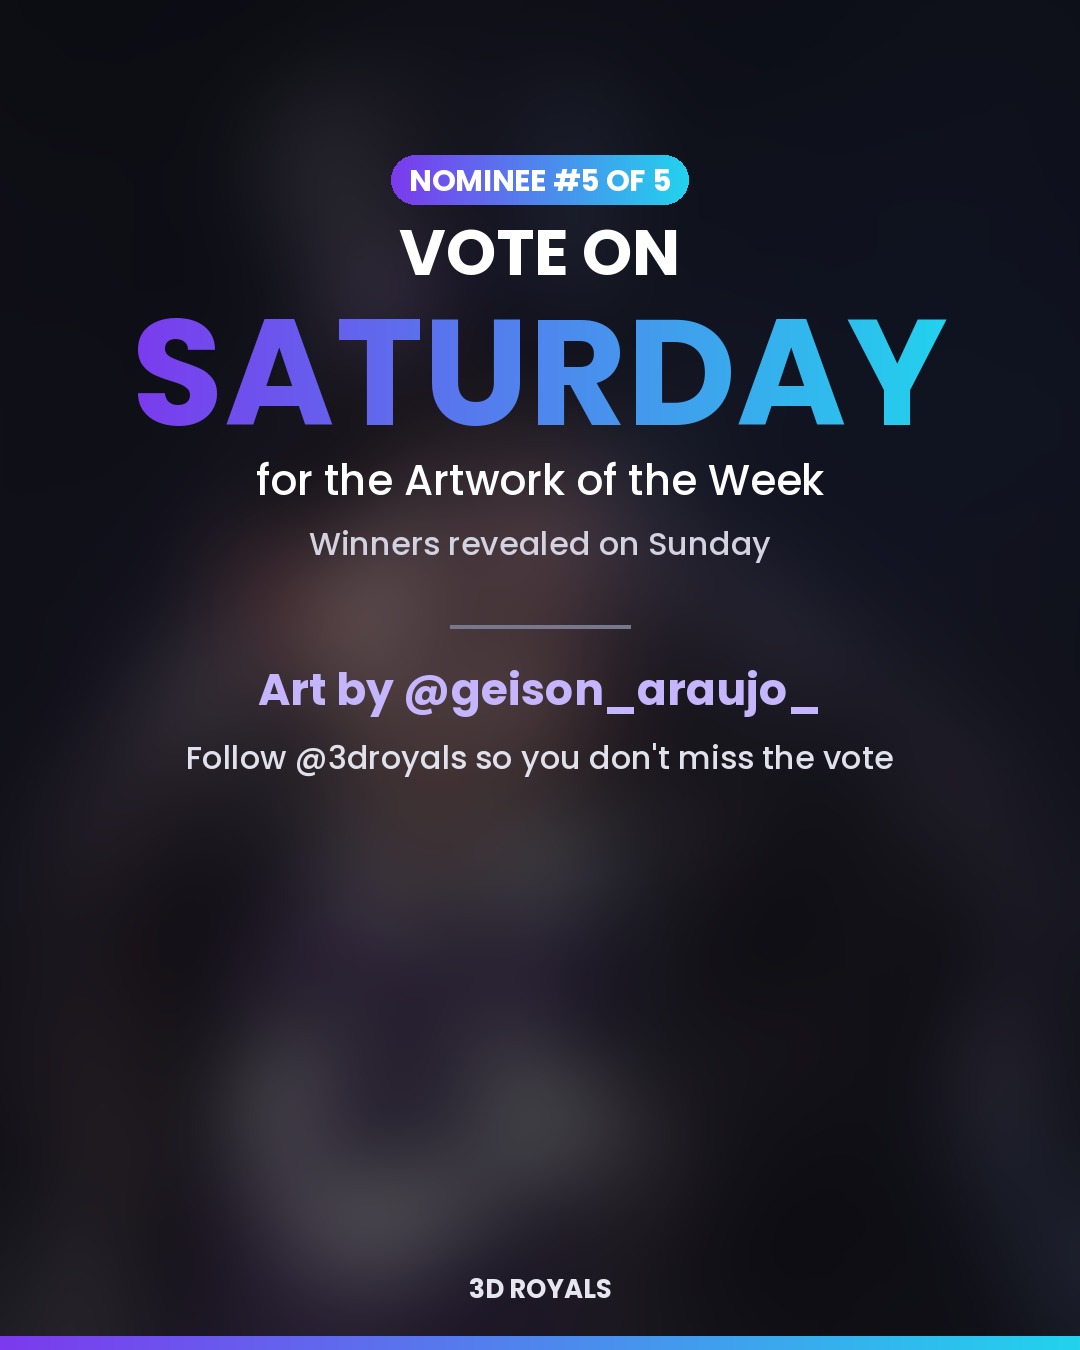 NOMINEE #5 OF 5
VOTE ON
SATURDAY
for the Artwork of the Week
Winners revealed on Sunday
Art by @geison_araujo_
Follow @3droyals so you don't miss the vote
3D ROYALS